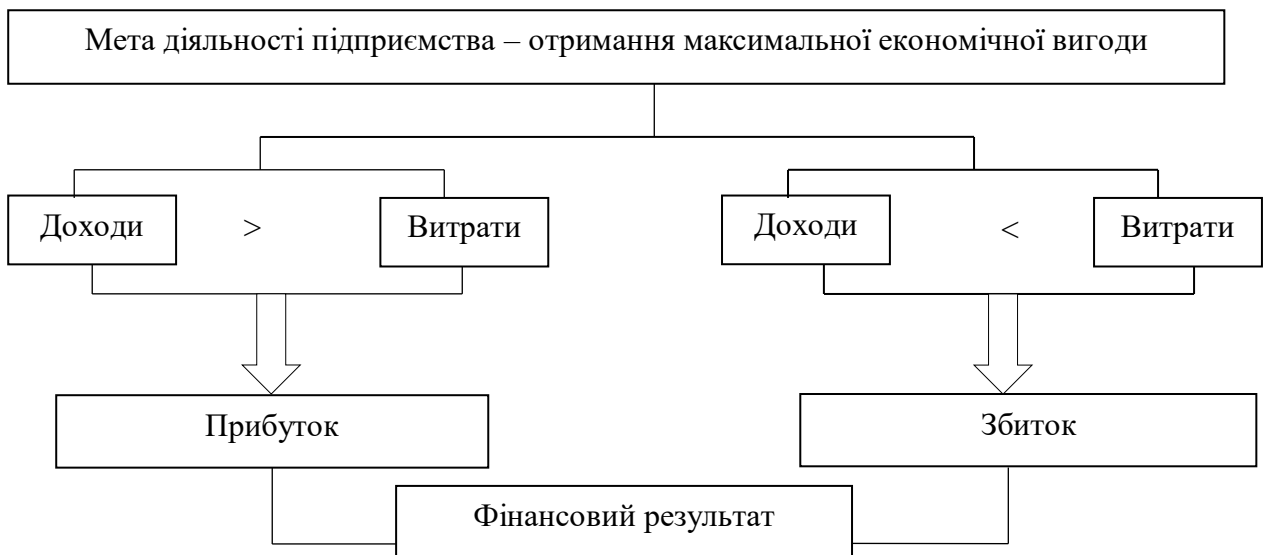 Мета діяльності підприємства – отримання максимальної економічної вигоди
Доходи > Витрати
Доходи < Витрати
Прибуток
Збиток
Фінансовий результат